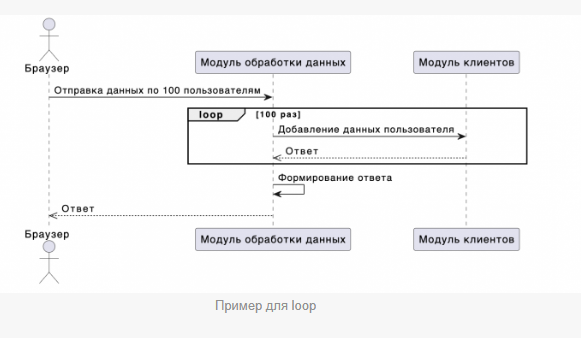 Браузер
Модуль обработки данных
Модуль клиентов
Отправка данных по 100 пользователям
loop
[100 раз]
Добавление данных пользователя
Ответ
Формирование ответа
Ответ
Браузер
Модуль обработки данных
Модуль клиентов
Пример для loop